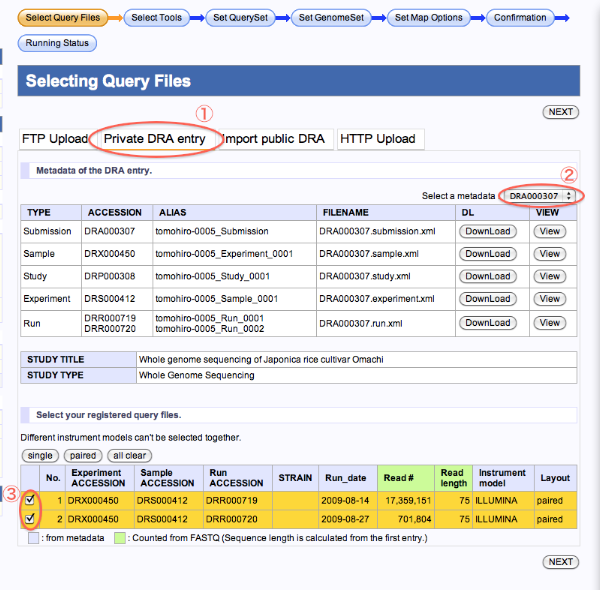 Select Query Files Select Tools Set QuerySet Set GenomeSet Set Map Options Confirmation
Running Status
Selecting Query Files
NEXT
①
FTP Upload Private DRA entry Import public DRA HTTP Upload
Metadata of the DRA entry.
②
Select a metadata DRA000307
TYPE ACCESSION ALIAS FILENAME DL VIEW
Submission DRA000307 tomohiro-0005_Submission DRA000307.submission.xml DownLoad View
Sample DRX000450 tomohiro-0005_Experiment_0001 DRA000307.sample.xml DownLoad View
Study DRP000308 tomohiro-0005_Study_0001 DRA000307.study.xml DownLoad View
Experiment DRS000412 tomohiro-0005_Sample_0001 DRA000307.experiment.xml DownLoad View
Run DRR000719 tomohiro-0005_Run_0001 DRA000307.run.xml DownLoad View
DRR000720 tomohiro-0005_Run_0002
STUDY TITLE Whole genome sequencing of Japonica rice cultivar Omachi
STUDY TYPE Whole Genome Sequencing
Select your registered query files.
Different instrument models can't be selected together.
single paired all clear
No. Experiment ACCESSION Sample ACCESSION Run ACCESSION STRAIN Run_date Read # Read length Instrument model Layout
③
1 DRX000450 DRS000412 DRR000719 2009-08-14 17,359,151 75 ILLUMINA paired
2 DRX000450 DRS000412 DRR000720 2009-08-27 701,804 75 ILLUMINA paired
: from metadata : Counted from FASTQ (Sequence length is calculated from the first entry.)
NEXT